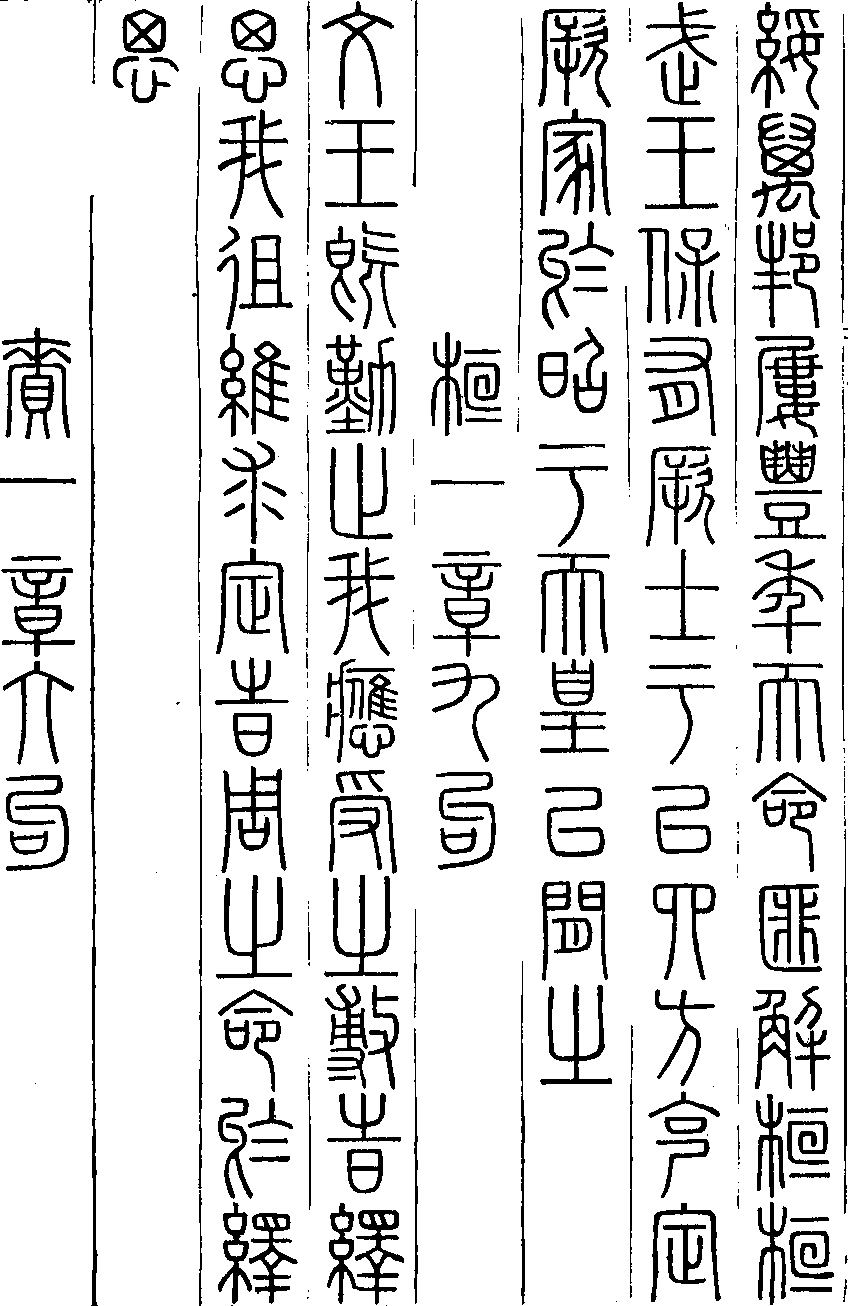 綏萬邦屢豐年天命匪解桓桓
武王保有厥士于以四方克定
厥家於昭于天皇以間之
桓一章九句
文王既勤止我應受之敷時繹
思我徂維求定時周之命於繹
思
賚一章六句